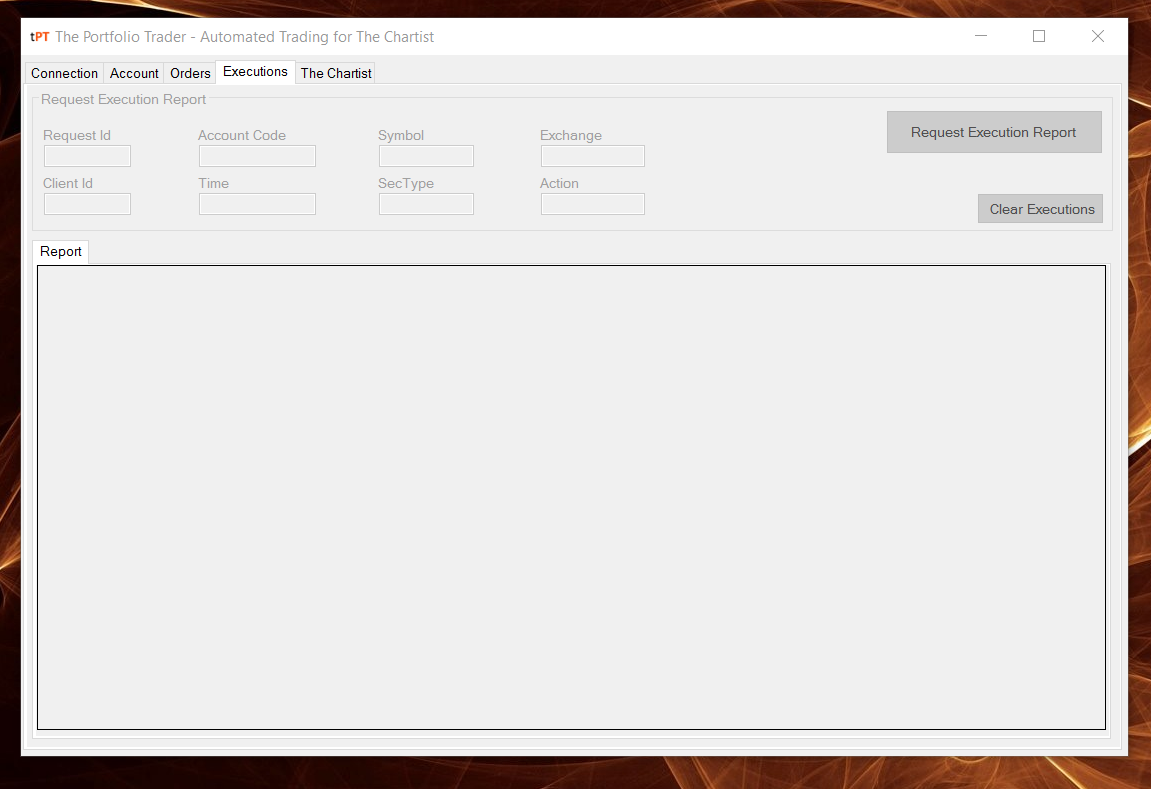 tPT The Portfolio Trader - Automated Trading for The Chartist
Connection Account Orders Executions The Chartist
Request Execution Report
Request Id Account Code Symbol Exchange
Request Execution Report
Client Id Time SecType Action
Clear Executions
Report